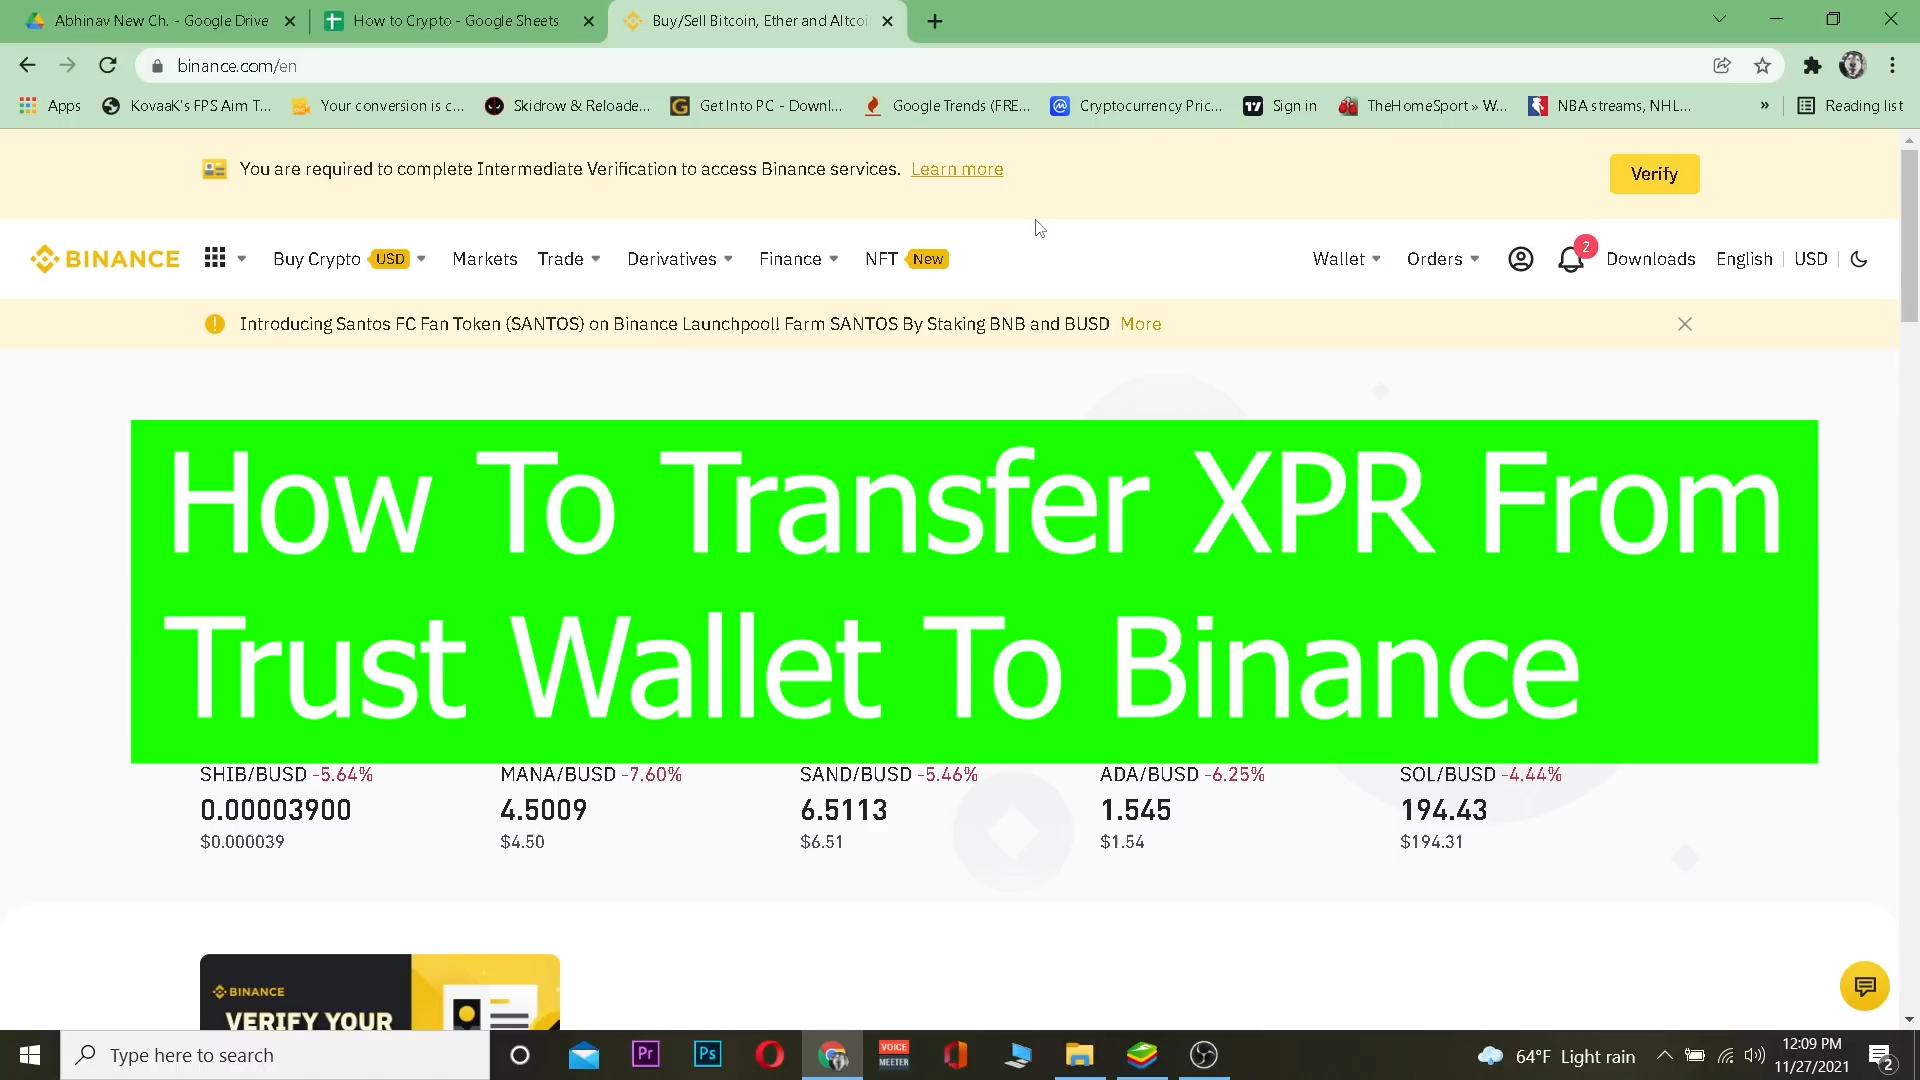 Abhinav New Ch. - Google Drive
How to Crypto - Google Sheets
Buy/Sell Bitcoin, Ether and Altcoi
binance.com/en
Apps
KovaaK's FPS Aim T...
Your conversion is c...
Skidrow & Reloade...
Get Into PC - Downl...
Google Trends (FRE...
Cryptocurrency Pric...
Sign in
TheHomeSport » W...
NBA streams, NHL...
»
Reading list
You are required to complete Intermediate Verification to access Binance services. Learn more
Verify
BINANCE
Buy Crypto USD
Markets
Trade
Derivatives
Finance
NFT New
Wallet
Orders
2
Downloads
English
USD
Introducing Santos FC Fan Token (SANTOS) on Binance Launchpool! Farm SANTOS By Staking BNB and BUSD More
How To Transfer XPR From
Trust Wallet To Binance
SHIB/BUSD -5.64%
0.00003900
$0.000039
MANA/BUSD -7.60%
4.5009
$4.50
SAND/BUSD -5.46%
6.5113
$6.51
ADA/BUSD -6.25%
1.545
$1.54
SOL/BUSD -4.44%
194.43
$194.31
BINANCE
VERIFY YOUR
Type here to search
Pr
Ps
VOICE
MEETER
64°F Light rain
12:09 PM
11/27/2021
2